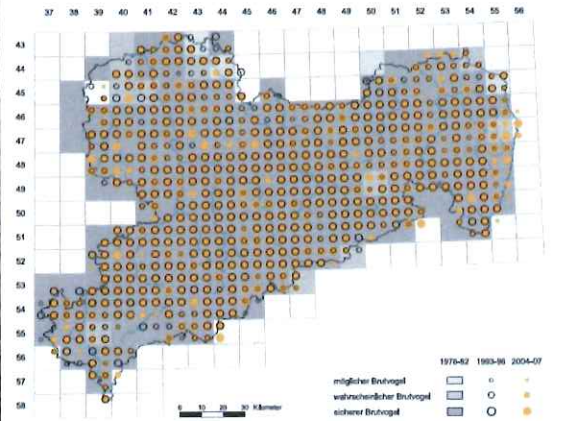 37 38 39 40 41 42 43 44 45 46 47 48 49 50 51 52 53 54 55 56
43
44
45
46
47
48
49
50
51
52
53
54
55
56
57
58
1978-82 1993-96 2004-07
möglicher Brutvogel
wahrscheinlicher Brutvogel
sicherer Brutvogel
0 10 20 30 Kilometer